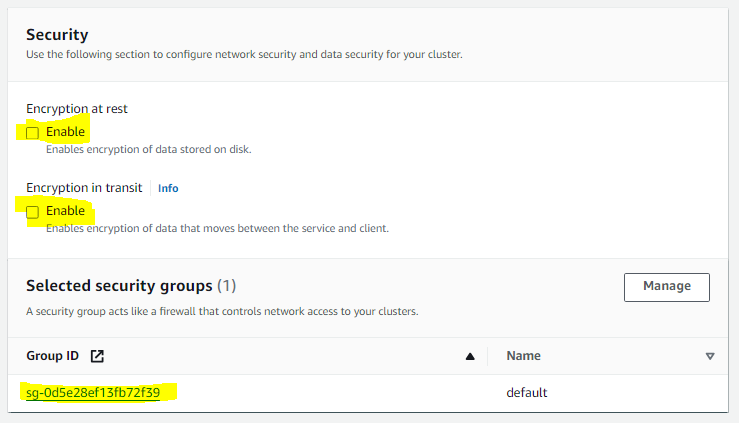 Security
Use the following section to configure network security and data security for your cluster.
Encryption at rest
Enable
Enables encryption of data stored on disk.
Encryption in transit Info
Enable
Enables encryption of data that moves between the service and client.
Selected security groups (1)
Manage
A security group acts like a firewall that controls network access to your clusters.
Group ID Name
sg-0d5e28ef13fb72f39 default